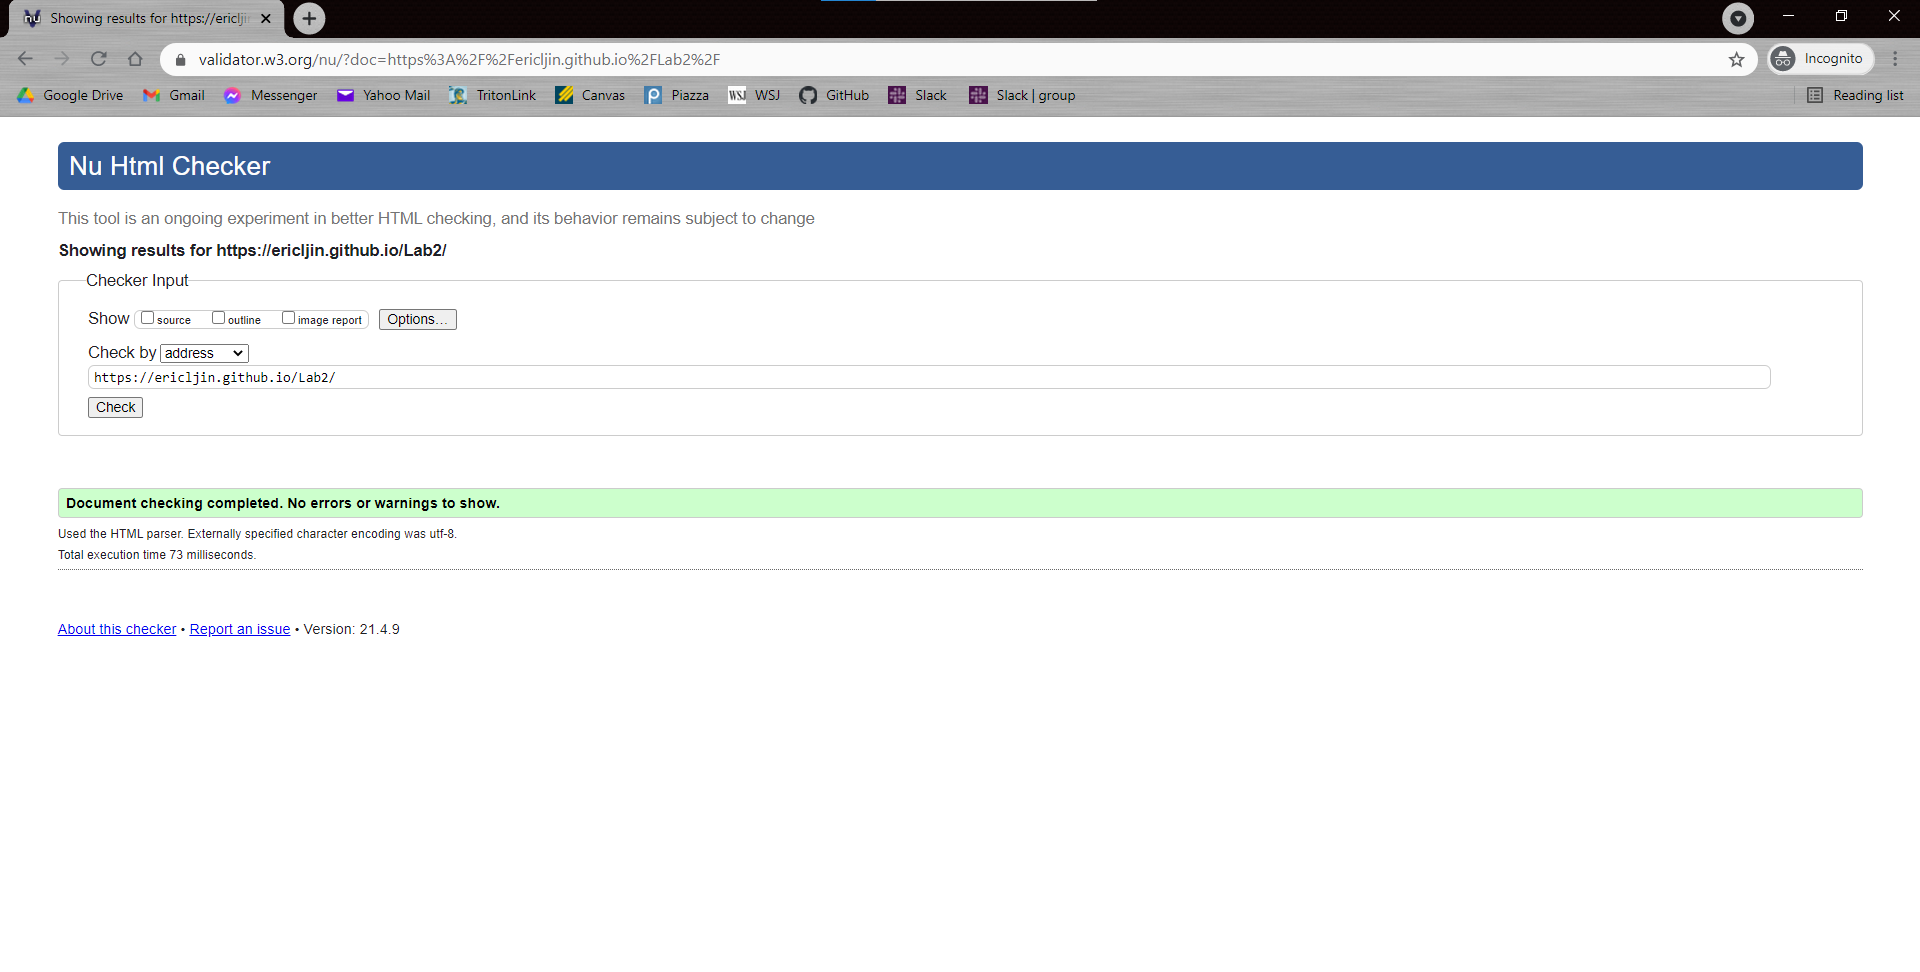 Showing results for https://ericljin
validator.w3.org/nu/?doc=https%3A%2F%2Fericljin.github.io%2FLab2%2F
Incognito
Google Drive Gmail Messenger Yahoo Mail TritonLink Canvas Piazza WSJ WSJ GitHub Slack Slack | group Reading list
Nu Html Checker
This tool is an ongoing experiment in better HTML checking, and its behavior remains subject to change
Showing results for https://ericljin.github.io/Lab2/
Checker Input
Show source outline image report Options...
Check by address
https://ericljin.github.io/Lab2/
Check
Document checking completed. No errors or warnings to show.
Used the HTML parser. Externally specified character encoding was utf-8.
Total execution time 73 milliseconds.
About this checker • Report an issue • Version: 21.4.9